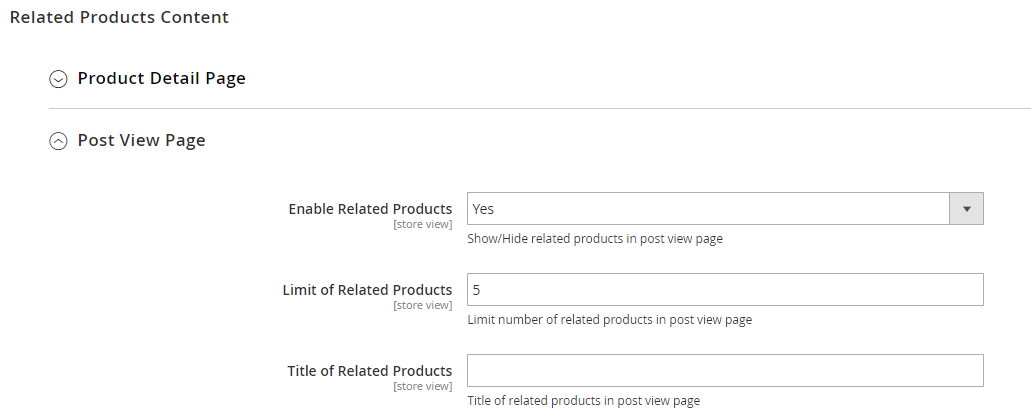 Related Products Content
Product Detail Page
Post View Page
Enable Related Products
[store view]
Yes
Show/Hide related products in post view page
Limit of Related Products
[store view]
5
Limit number of related products in post view page
Title of Related Products
[store view]
Title of related products in post view page